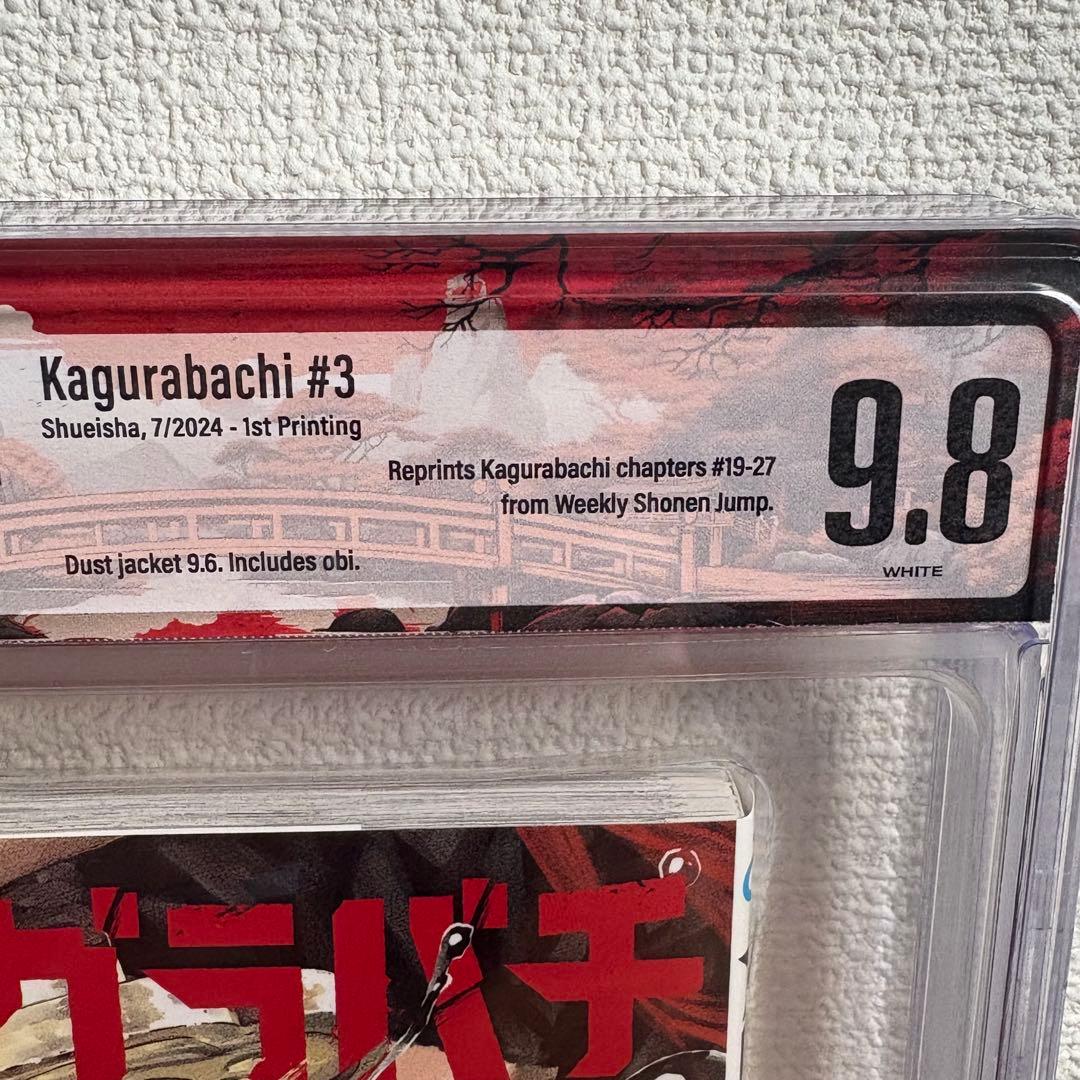 Kagurabachi #3
Shueisha, 7/2024 - 1st Printing
Reprints Kagurabachi chapters #19-27
from Weekly Shonen Jump.
Dust jacket 9.6. Includes obi.
9.8
WHITE
グラバチ